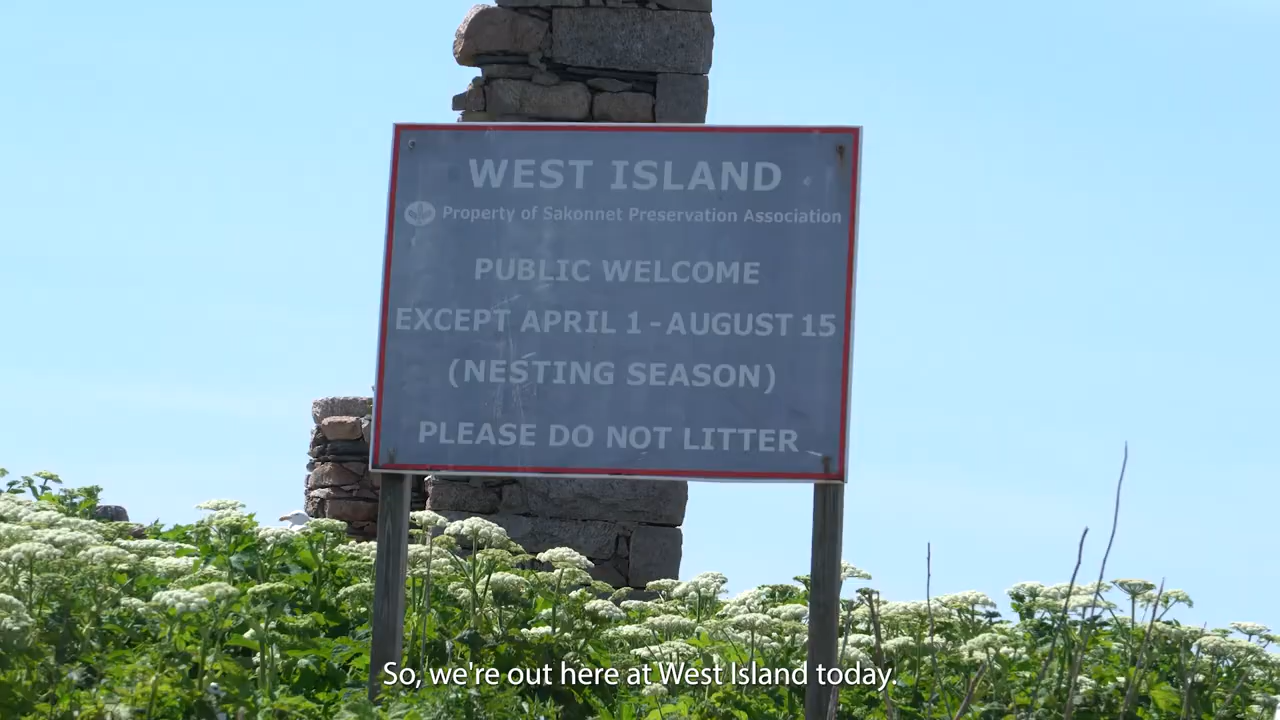 WEST ISLAND
Property of Sakonnet Preservation Association
PUBLIC WELCOME
EXCEPT APRIL 1 - AUGUST 15
(NESTING SEASON)
PLEASE DO NOT LITTER
So, we're out here at West Island today.